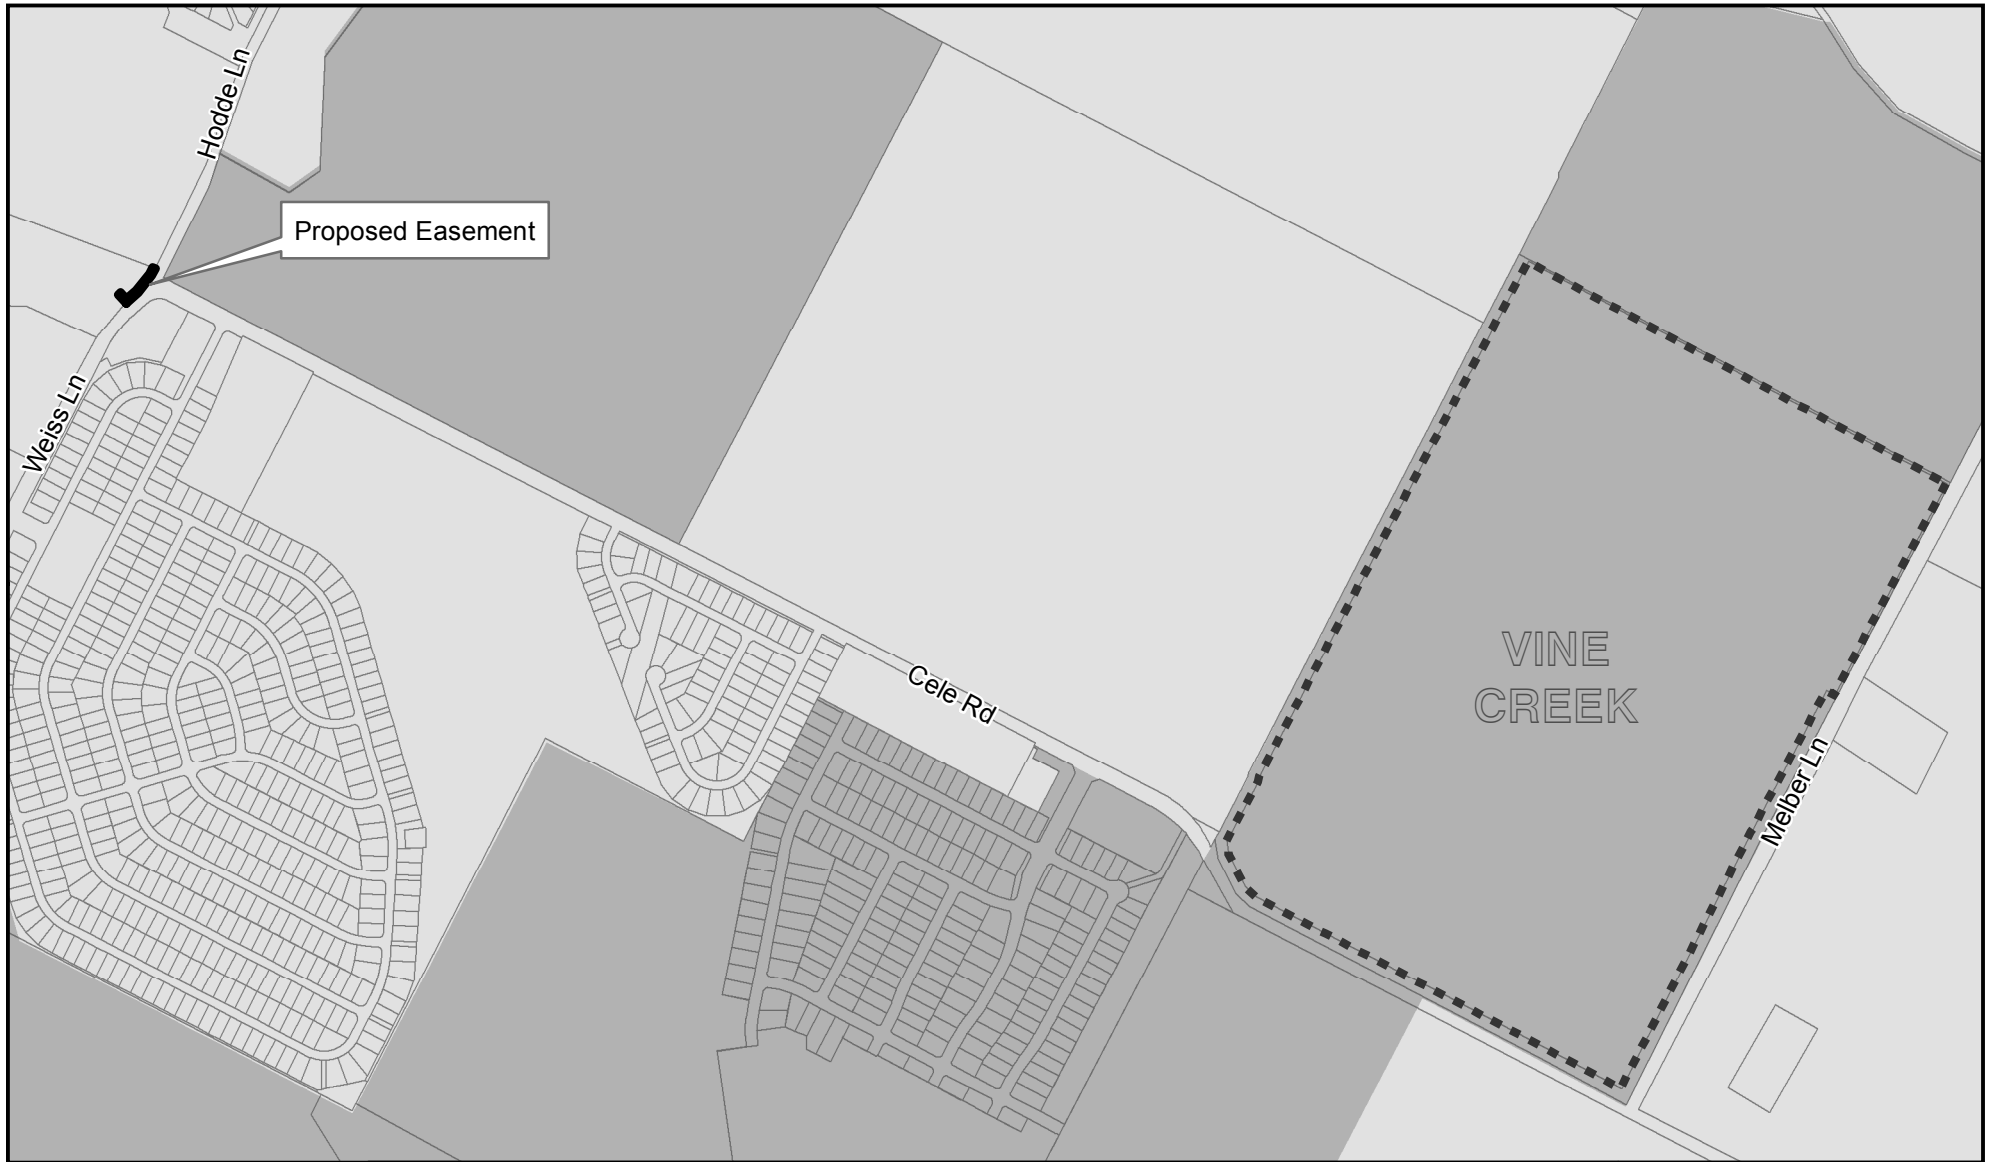 Hodde Ln
Proposed Easement
Weiss Ln
Cele Rd
VINE
CREEK
Melber Ln